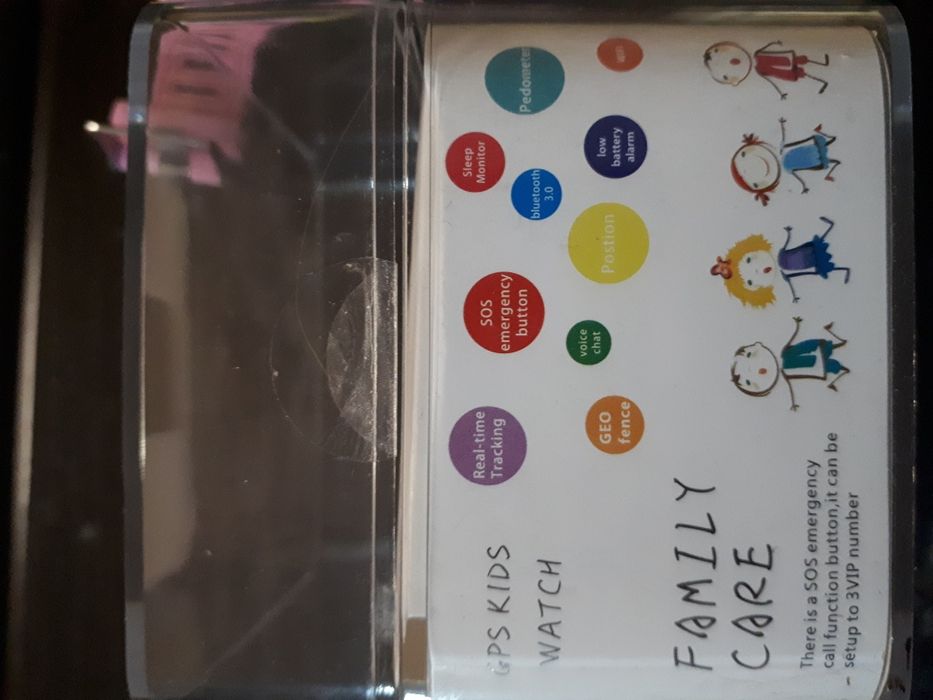 GPS KIDS
WATCH
Real-time
Tracking
SOS
emergency
button
Sleep
Monitor
bluetooth
3.0
Pedometer
GEO
fence
voice
chat
Postion
low
battery
alarm
FAMILY
CARE
There is a SOS emergency
call function button,it can be
setup to 3VIP number